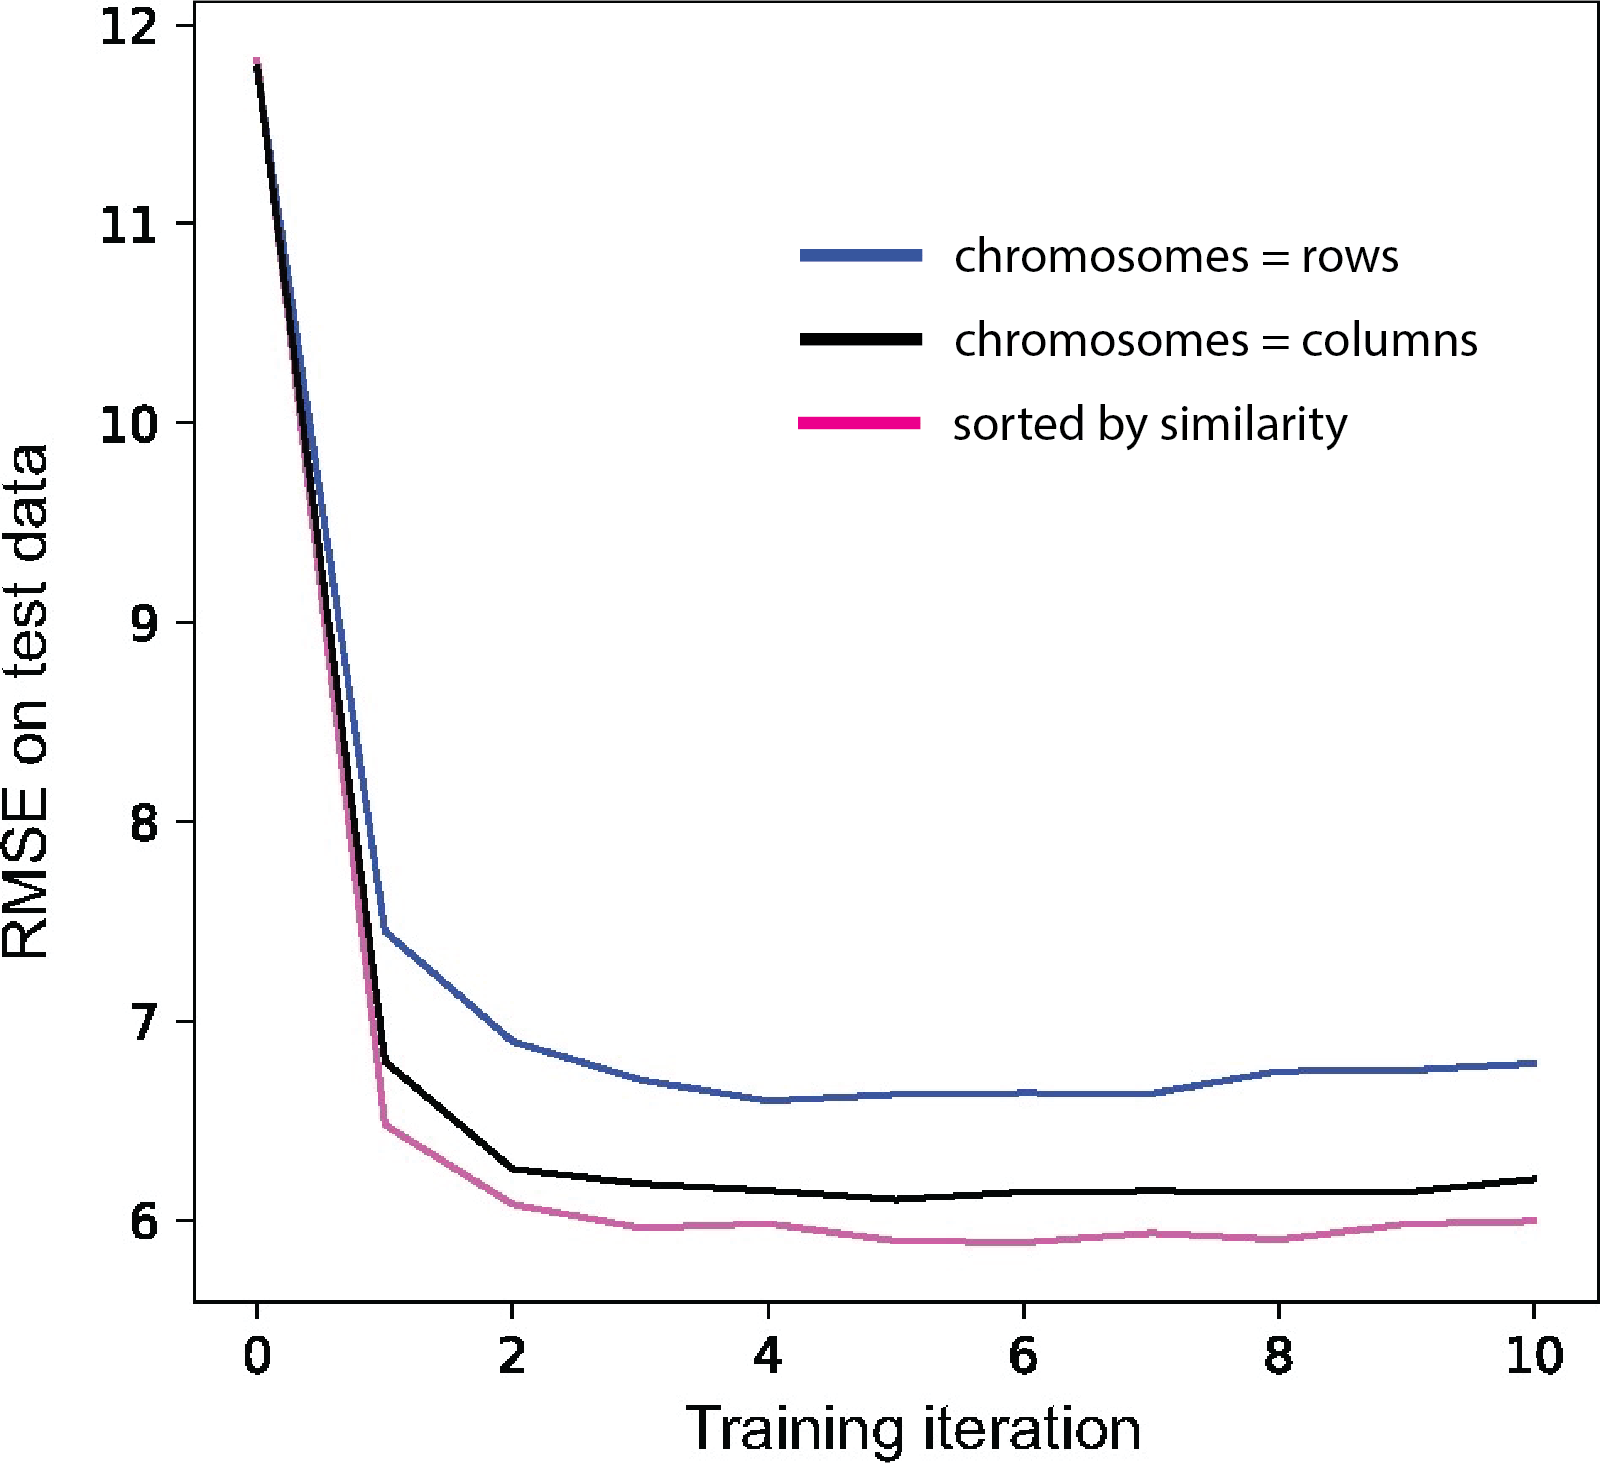 12
11
10
9
8
7
6
RMSE on test data
chromosomes = rows
chromosomes = columns
sorted by similarity
0 2 4 6 8 10
Training iteration